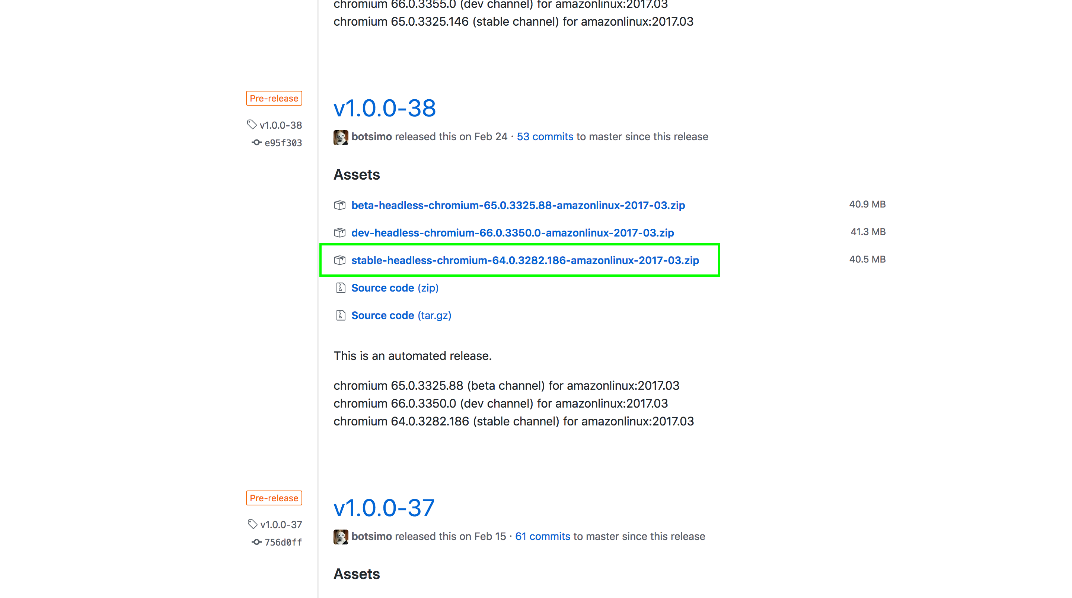 chromium 66.0.3355.0 (dev channel) for amazonlinux:2017.03
chromium 65.0.3325.146 (stable channel) for amazonlinux:2017.03
Pre-release
v1.0.0-38
e95f303
v1.0.0-38
botsimo released this on Feb 24 · 53 commits to master since this release
Assets
beta-headless-chromium-65.0.3325.88-amazonlinux-2017-03.zip 40.9 MB
dev-headless-chromium-66.0.3350.0-amazonlinux-2017-03.zip 41.3 MB
stable-headless-chromium-64.0.3282.186-amazonlinux-2017-03.zip 40.5 MB
Source code (zip)
Source code (tar.gz)
This is an automated release.
chromium 65.0.3325.88 (beta channel) for amazonlinux:2017.03
chromium 66.0.3350.0 (dev channel) for amazonlinux:2017.03
chromium 64.0.3282.186 (stable channel) for amazonlinux:2017.03
Pre-release
v1.0.0-37
756d0ff
v1.0.0-37
botsimo released this on Feb 15 · 61 commits to master since this release
Assets